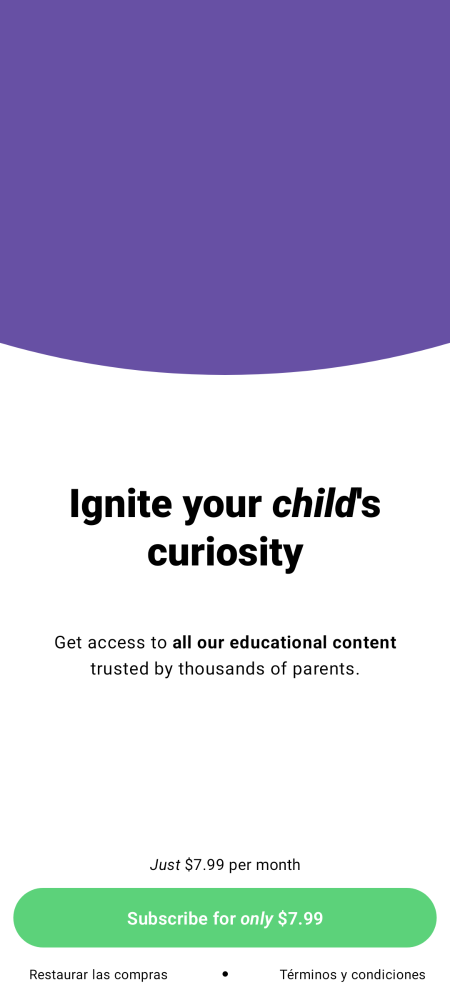 Ignite your child's
curiosity
Get access to all our educational content
trusted by thousands of parents.
Just $7.99 per month
Subscribe for only $7.99
Restaurar las compras • Términos y condiciones